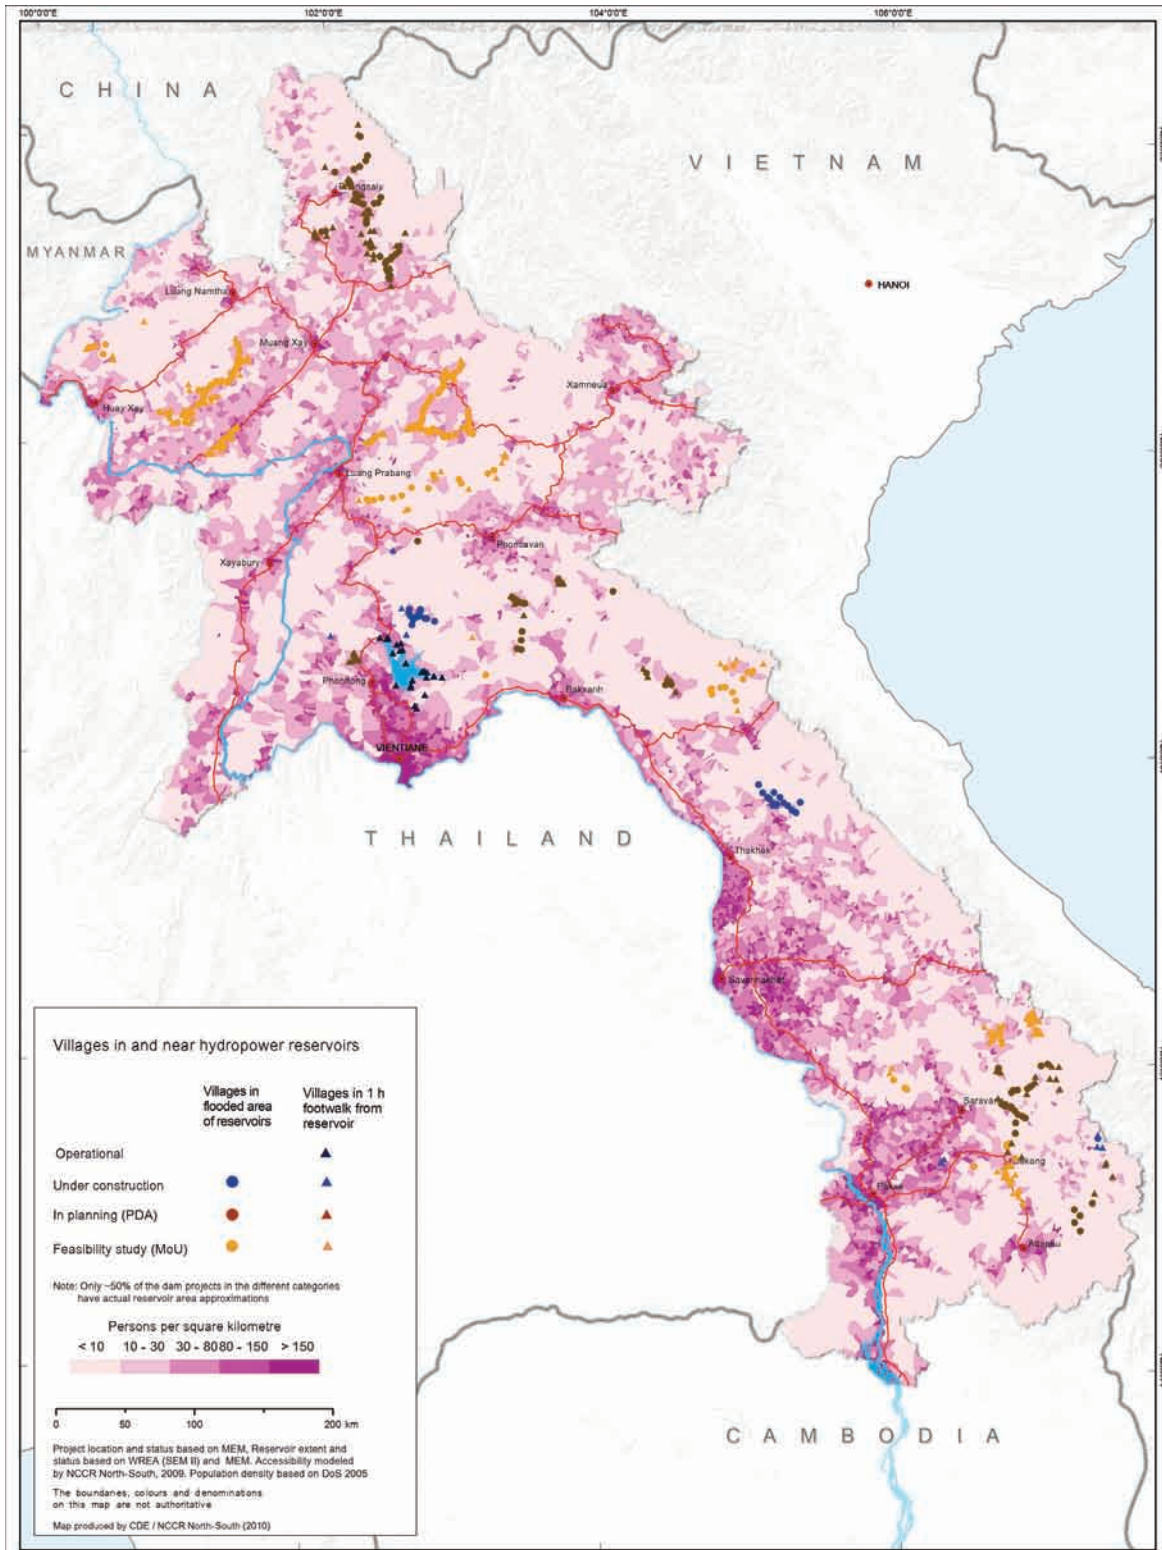 100°0'0"E 102°0'0"E 104°0'0"E 106°0'0"E
CHINA
VIETNAM
MYANMAR
HANOI
Luang Namtha
Muang Xay
Xamneua
Huay Xay
Luang Prabang
Phonsavan
Xayabury
Pakxanh
VIENTIANE
THAILAND
Thakhek
Savannakhet
Saravan
Sekong
Pakse
Attapeu
CAMBODIA
Villages in and near hydropower reservoirs
Villages in Villages in 1 h
flooded area footwalk from
of reservoirs reservoir
Operational
Under construction
In planning (PDA)
Feasibility study (MoU)
Note: Only ~50% of the dam projects in the different categories
have actual reservoir area approximations
Persons per square kilometre
< 10 10 - 30 30 - 80 80 - 150 > 150
0 50 100 200 km
Project location and status based on MEM, Reservoir extent and
status based on WREA (SEM II) and MEM. Accessibility modeled
by NCCR North-South, 2009. Population density based on DoS 2005
The boundaries, colours and denominations
on this map are not authoritative
Map produced by CDE / NCCR North-South (2010)